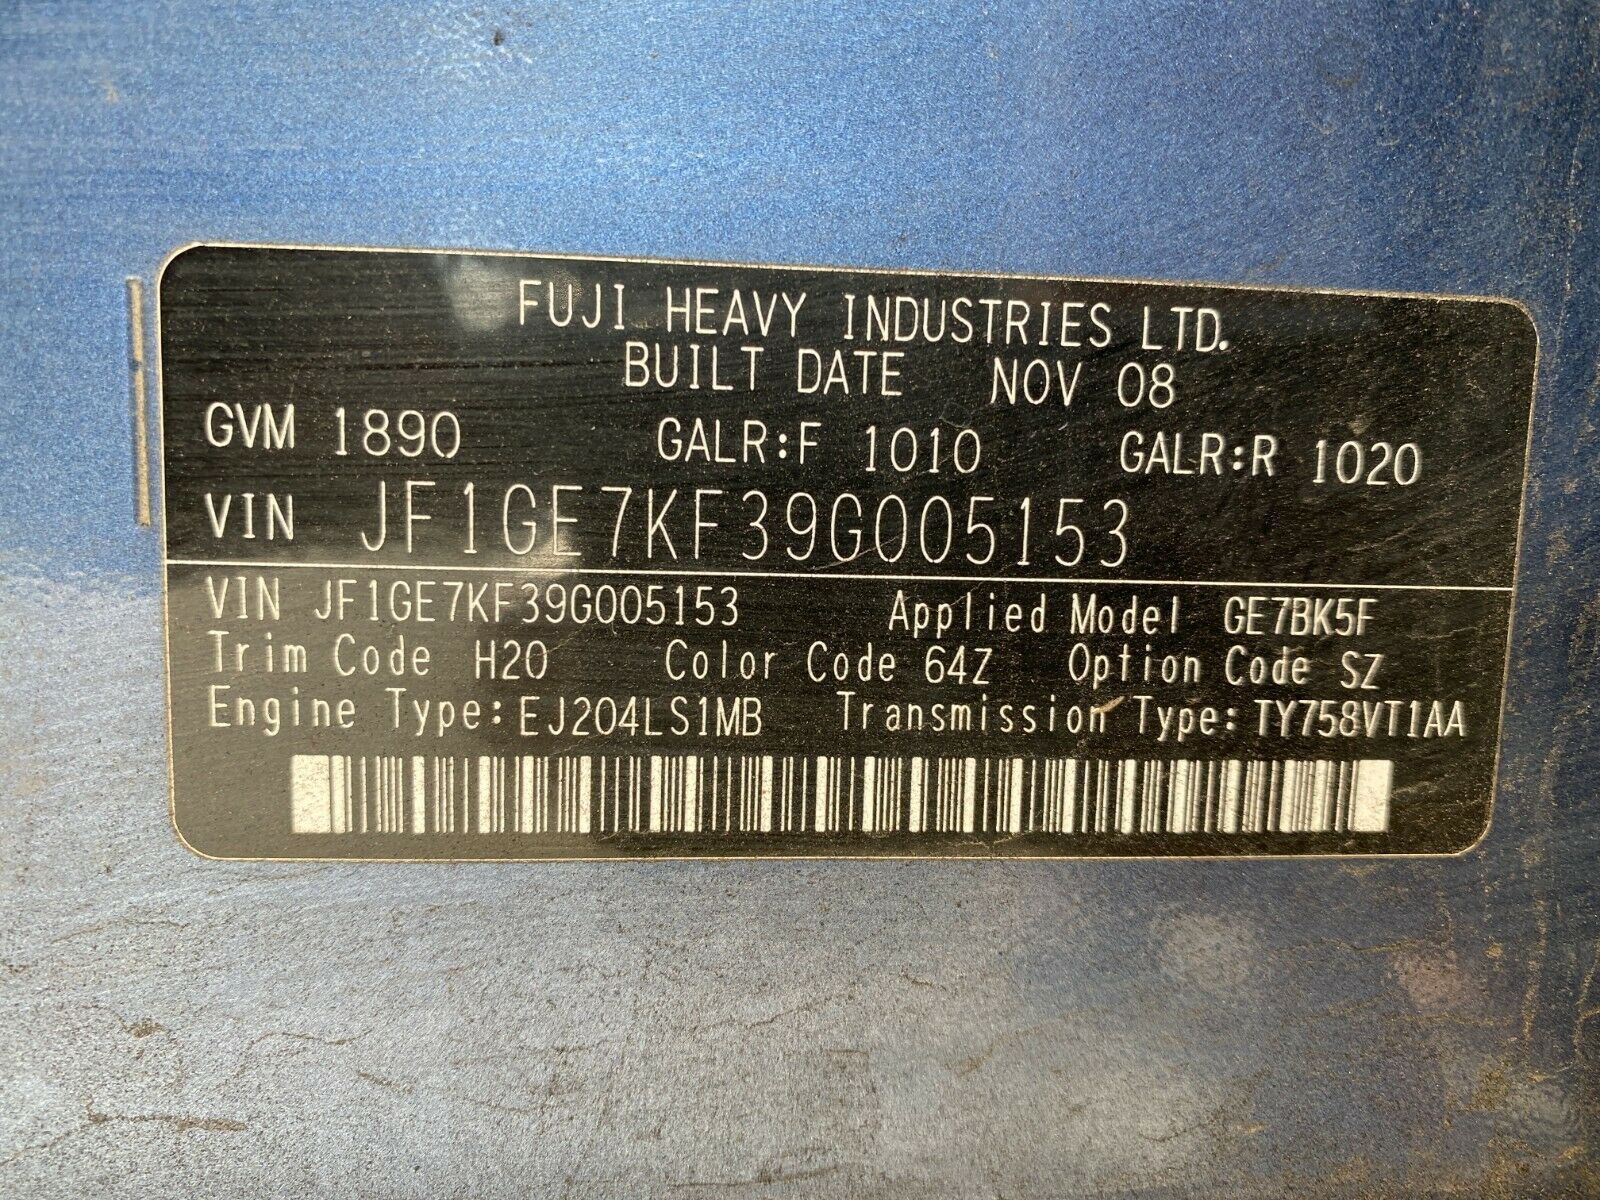 FUJI HEAVY INDUSTRIES LTD.
BUILT DATE NOV 08
GVM 1890 GALR:F 1010 GALR:R 1020
VIN JF1GE7KF39G005153
VIN JF1GE7KF39G005153 Applied Model GE7BK5F
Trim Code H20 Color Code 64Z Option Code SZ
Engine Type: EJ204LS1MB Transmission Type: TY758VT1AA